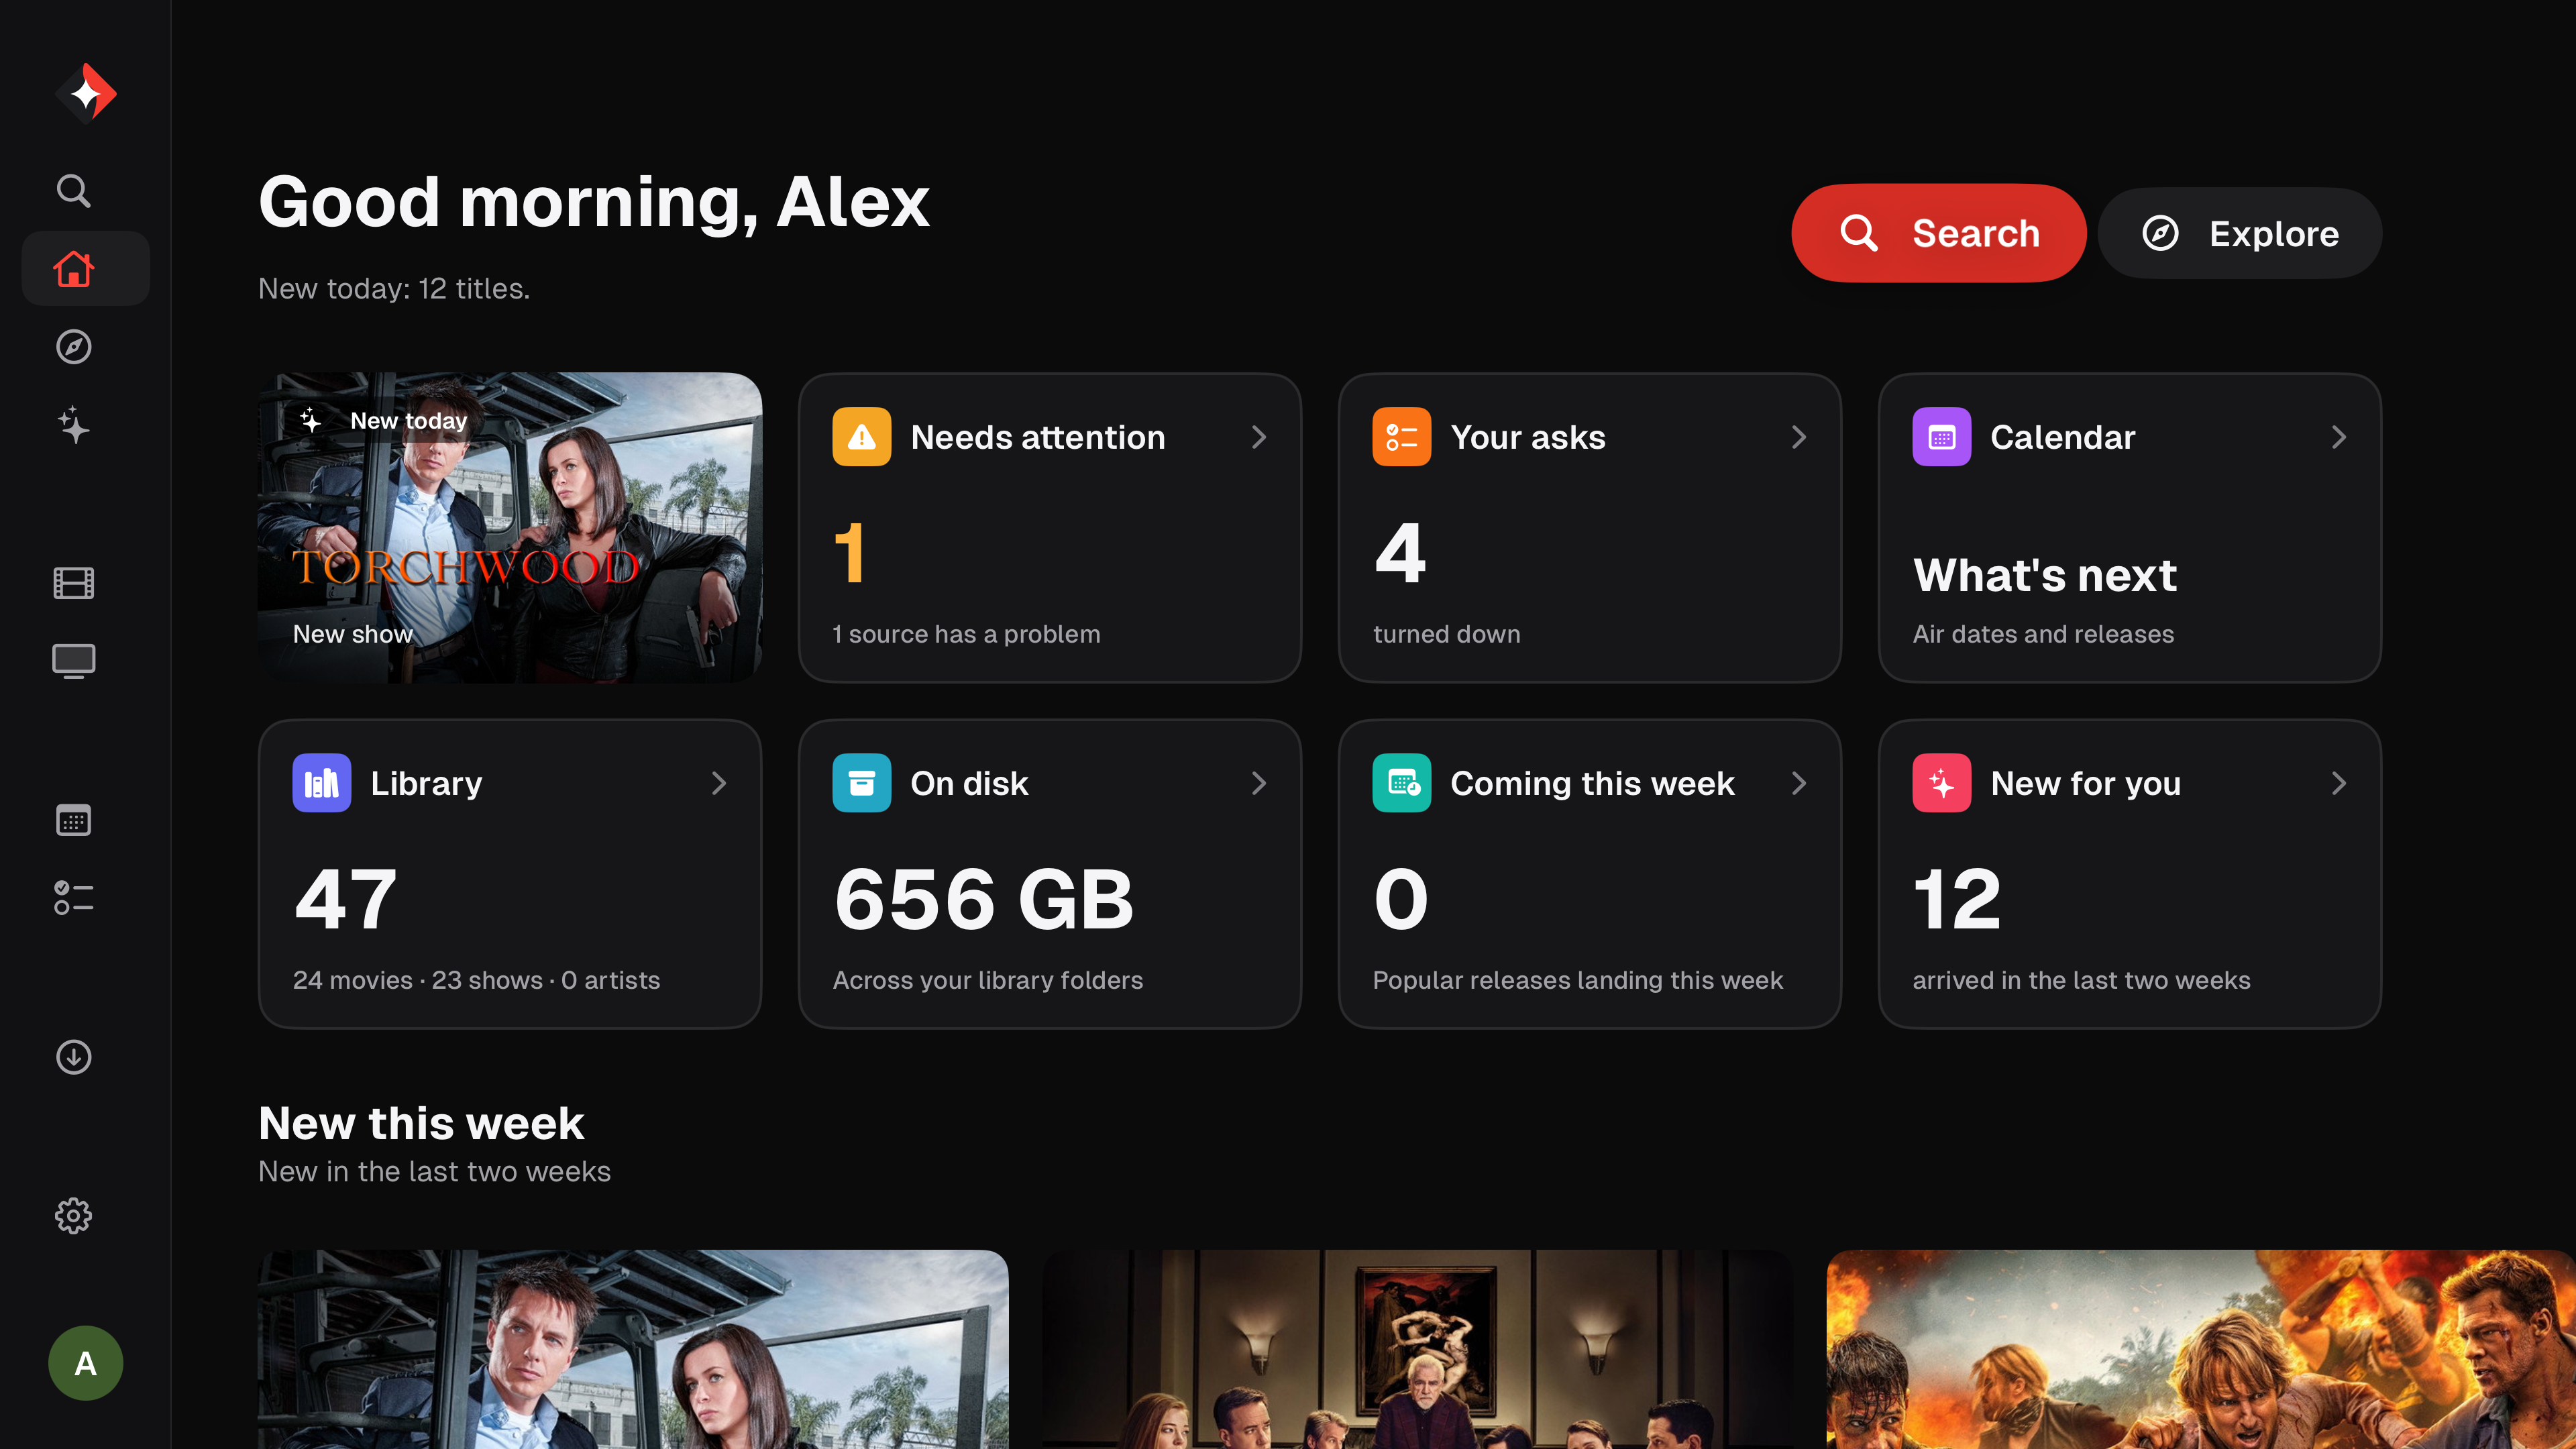 Good morning, Alex
New today: 12 titles.
Search
Explore
New today
TORCHWOOD
New show
Needs attention
1
1 source has a problem
Your asks
4
turned down
Calendar
What's next
Air dates and releases
Library
47
24 movies · 23 shows · 0 artists
On disk
656 GB
Across your library folders
Coming this week
0
Popular releases landing this week
New for you
12
arrived in the last two weeks
New this week
New in the last two weeks
A